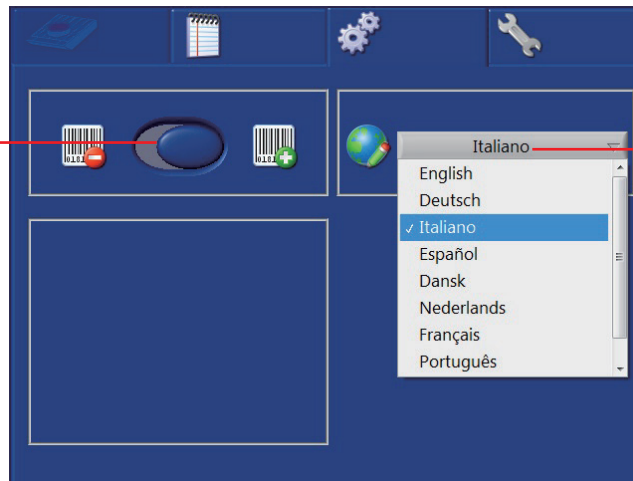 Italiano
English
Deutsch
✓ Italiano
Español
Dansk
Nederlands
Français
Português